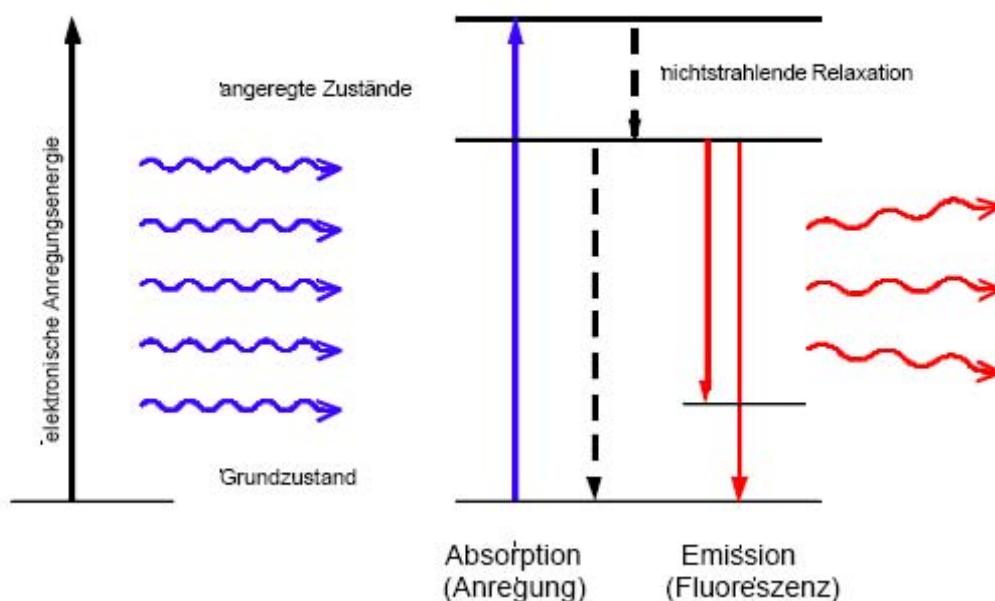 elektronische Anregungsenergie
angeregte Zustände
nichtstrahlende Relaxation
Grundzustand
Absorption
(Anregung)
Emission
(Fluoreszenz)